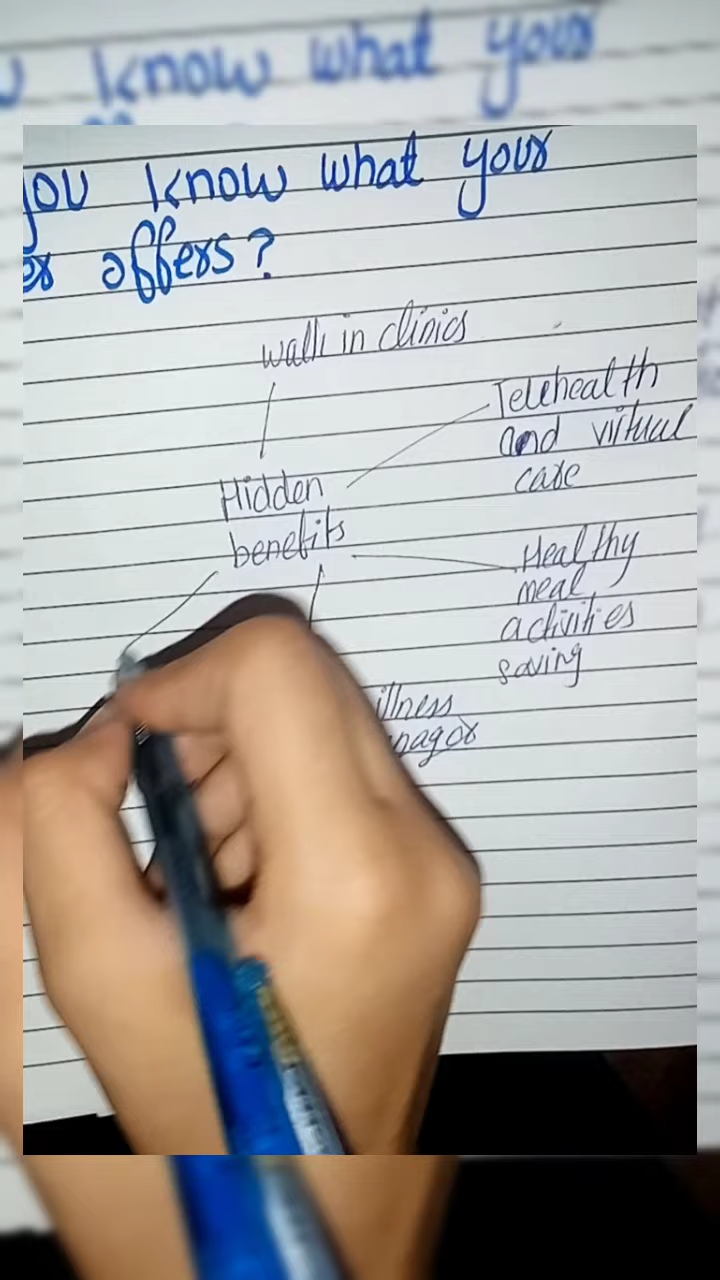 you know what your
offers?
walk in clinics
Telehealth
and virtual
care
Hidden
benefits
Healthy
meal,
activities
saving
illness